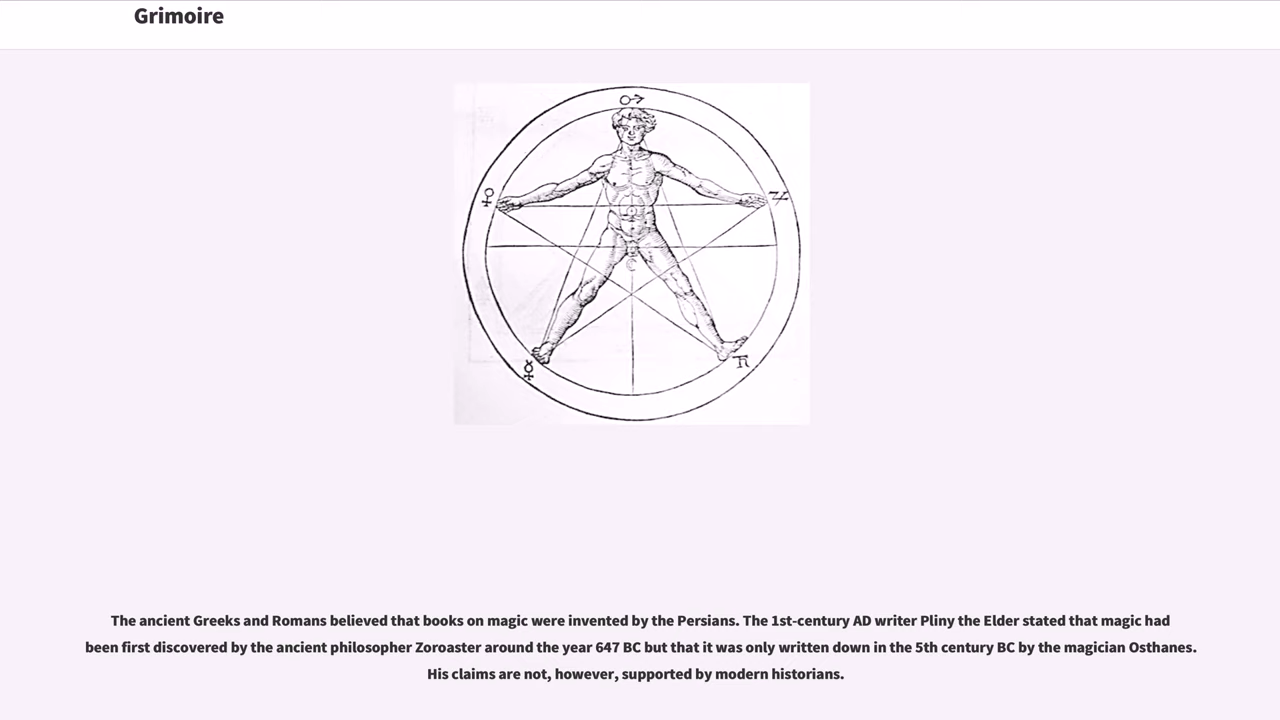 Grimoire
The ancient Greeks and Romans believed that books on magic were invented by the Persians. The 1st-century AD writer Pliny the Elder stated that magic had
been first discovered by the ancient philosopher Zoroaster around the year 647 BC but that it was only written down in the 5th century BC by the magician Osthanes.
His claims are not, however, supported by modern historians.